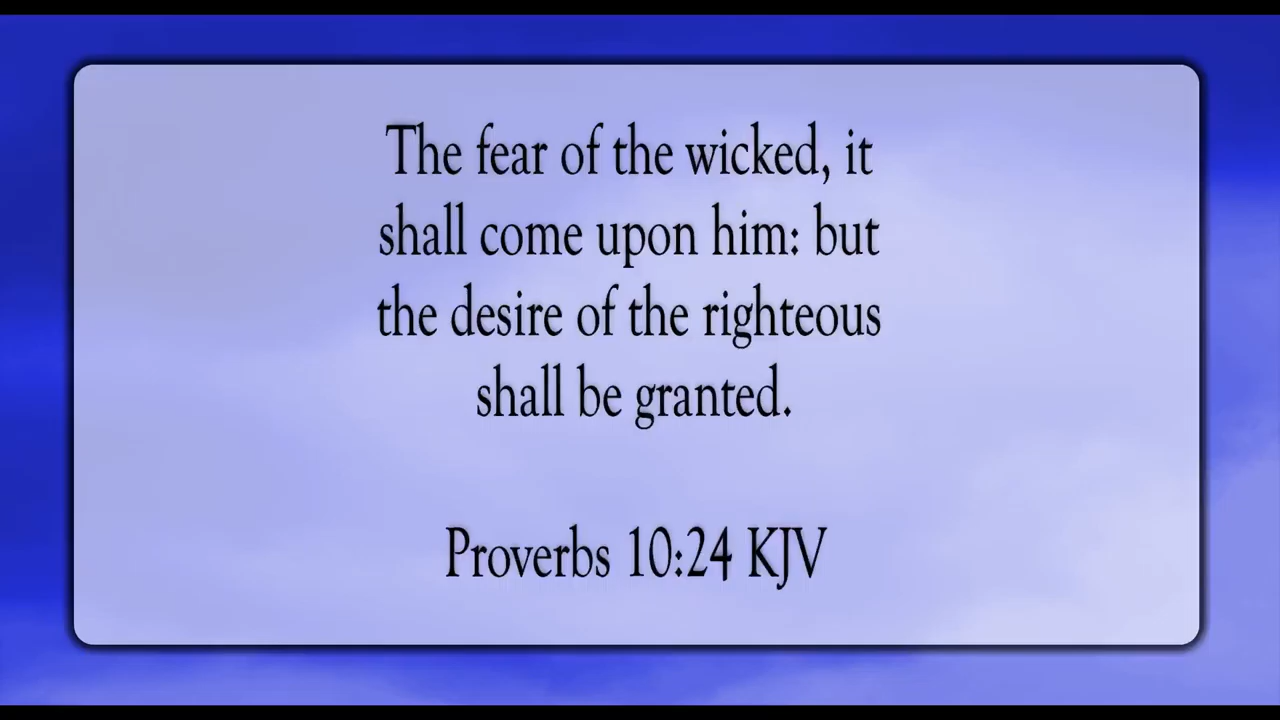 The fear of the wicked, it
shall come upon him: but
the desire of the righteous
shall be granted.
Proverbs 10:24 KJV